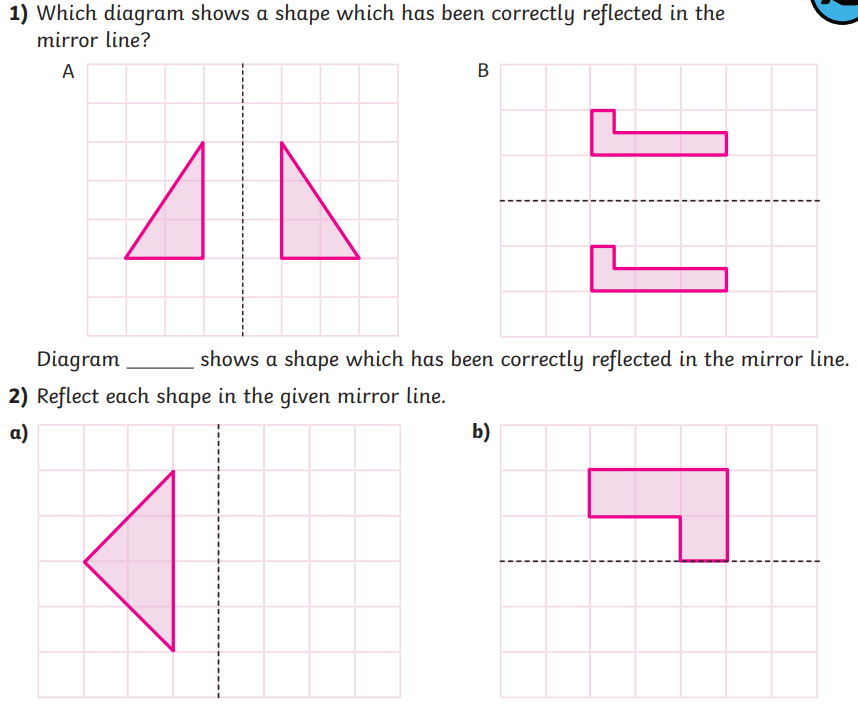 1) Which diagram shows a shape which has been correctly reflected in the
mirror line?
A
B
Diagram ______ shows a shape which has been correctly reflected in the mirror line.
2) Reflect each shape in the given mirror line.
a)
b)